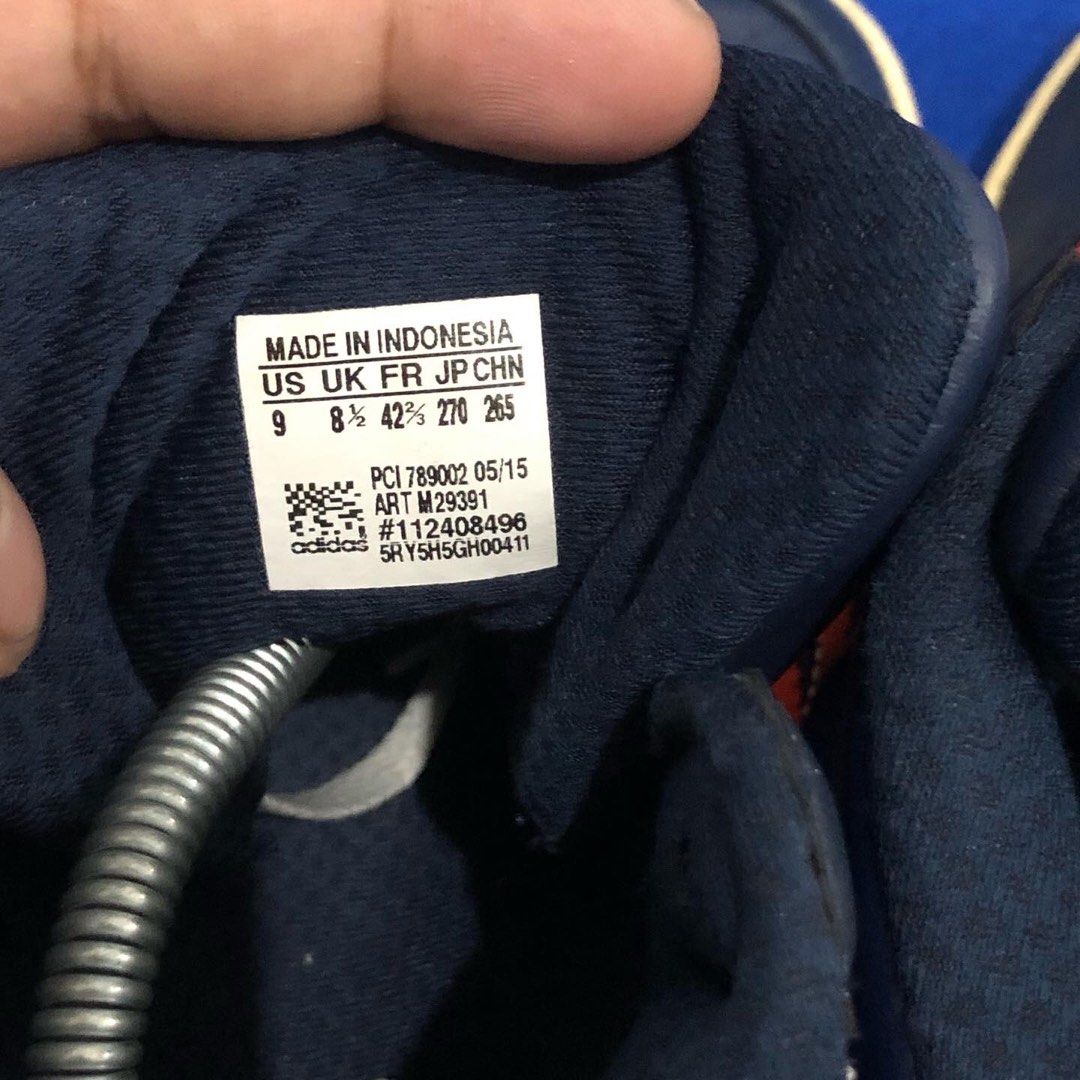 MADE IN INDONESIA
US UK FR JP CHN
9 8½ 42⅔ 270 265
PCI 789002 05/15
ART M29391
#112408496
adidas 5RY5H5GH00411